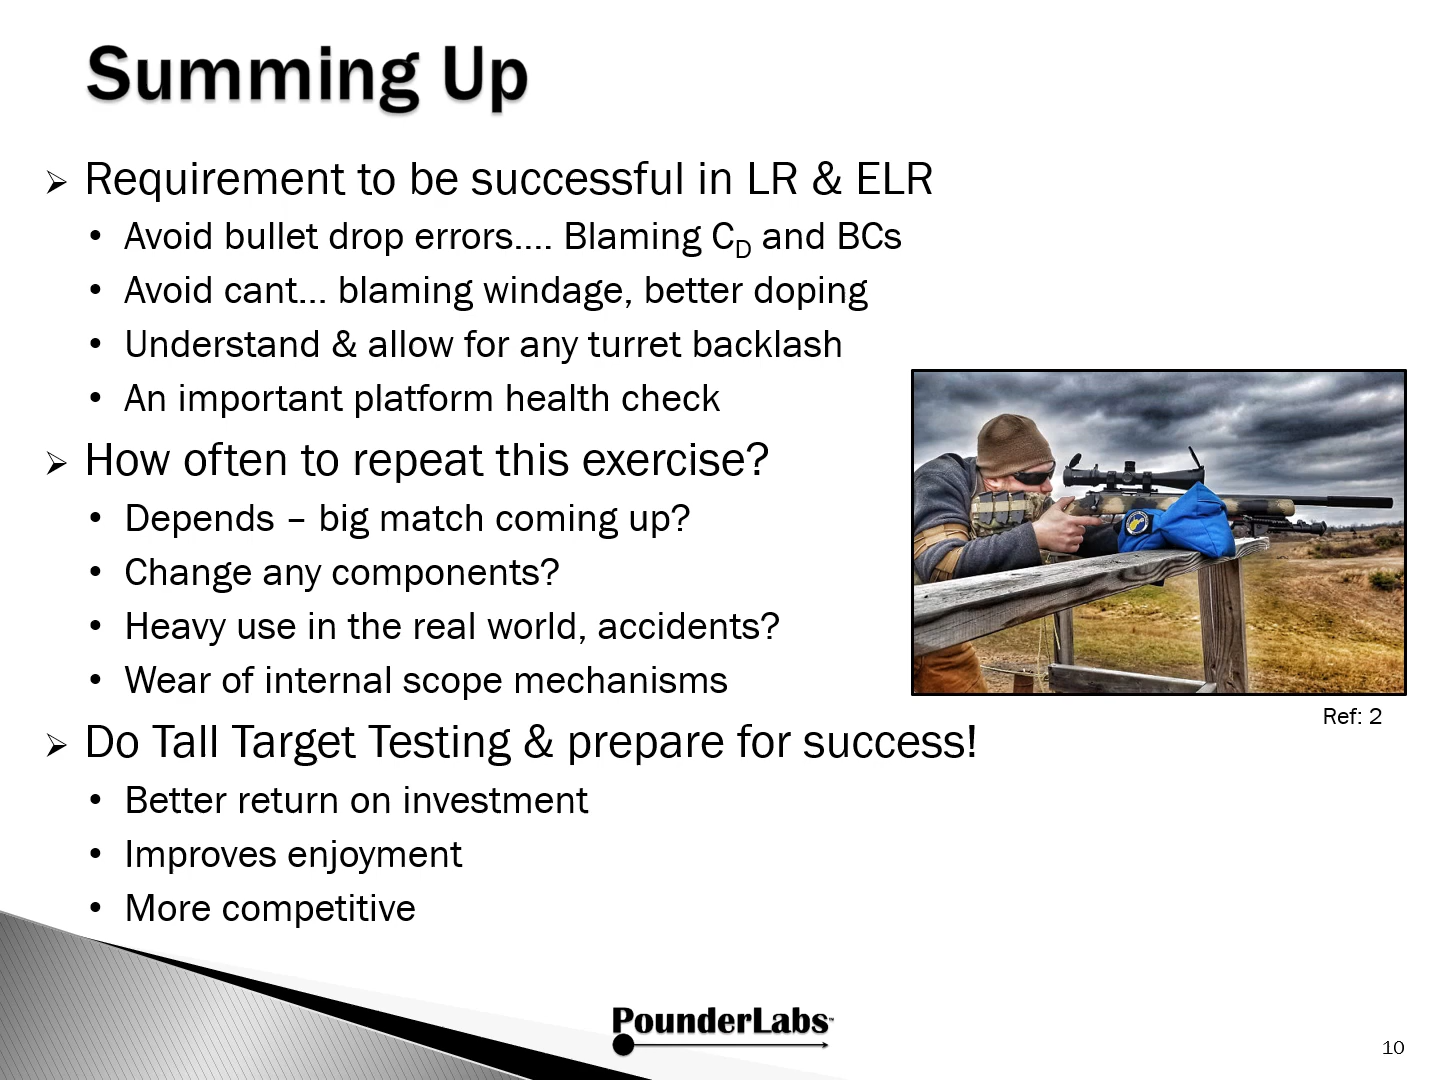 Summing Up
➢ Requirement to be successful in LR & ELR
• Avoid bullet drop errors…. Blaming CD and BCs
• Avoid cant… blaming windage, better doping
• Understand & allow for any turret backlash
• An important platform health check
➢ How often to repeat this exercise?
• Depends – big match coming up?
• Change any components?
• Heavy use in the real world, accidents?
• Wear of internal scope mechanisms
Ref: 2
➢ Do Tall Target Testing & prepare for success!
• Better return on investment
• Improves enjoyment
• More competitive
PounderLabs™
10